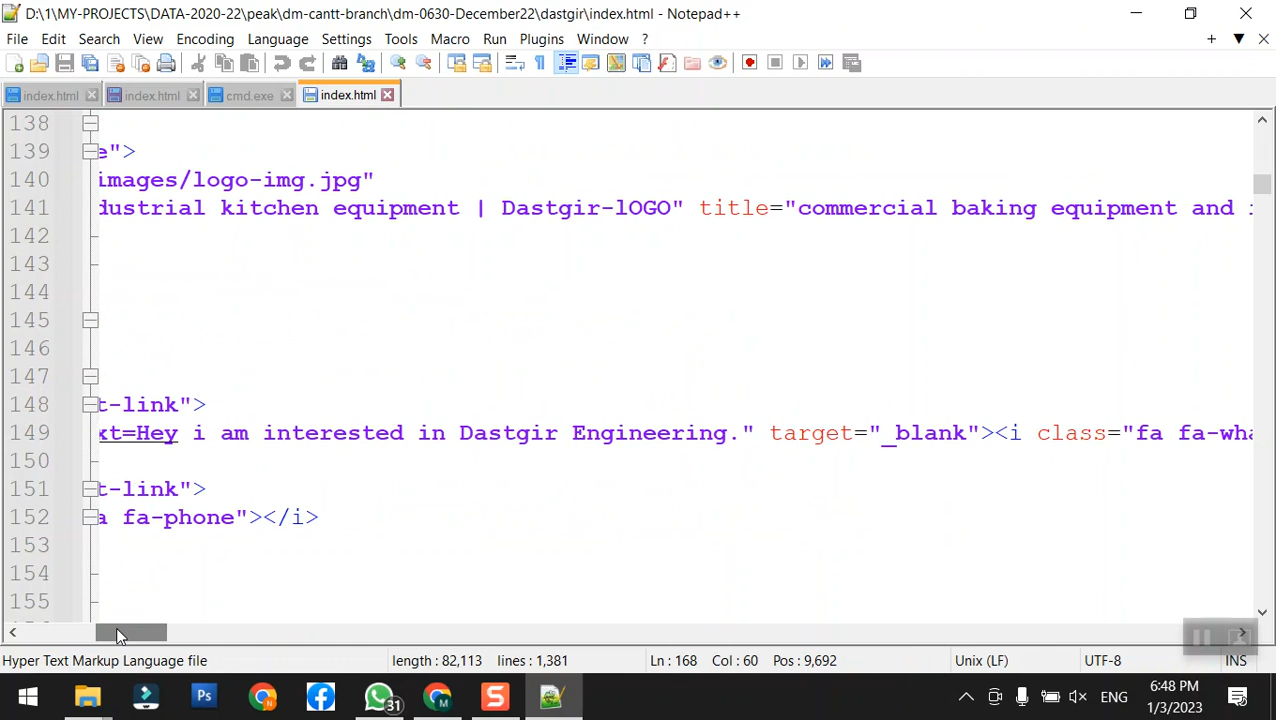 D:\1\MY-PROJECTS\DATA-2020-22\peak\dm-cantt-branch\dm-0630-December22\dastgir\index.html - Notepad++
File Edit Search View Encoding Language Settings Tools Macro Run Plugins Window ?
index.html index.html cmd.exe index.html
138
139 e">
140 images/logo-img.jpg"
141 dustrial kitchen equipment | Dastgir-lOGO" title="commercial baking equipment and i
142
143
144
145
146
147
148 t-link">
149 xt=Hey i am interested in Dastgir Engineering." target="_blank"><i class="fa fa-wha
150
151 t-link">
152 a fa-phone"></i>
153
154
155
Hyper Text Markup Language file length : 82,113 lines : 1,381 Ln : 168 Col : 60 Pos : 9,692 Unix (LF) UTF-8 INS
Ps 31 M S ENG 6:48 PM
1/3/2023